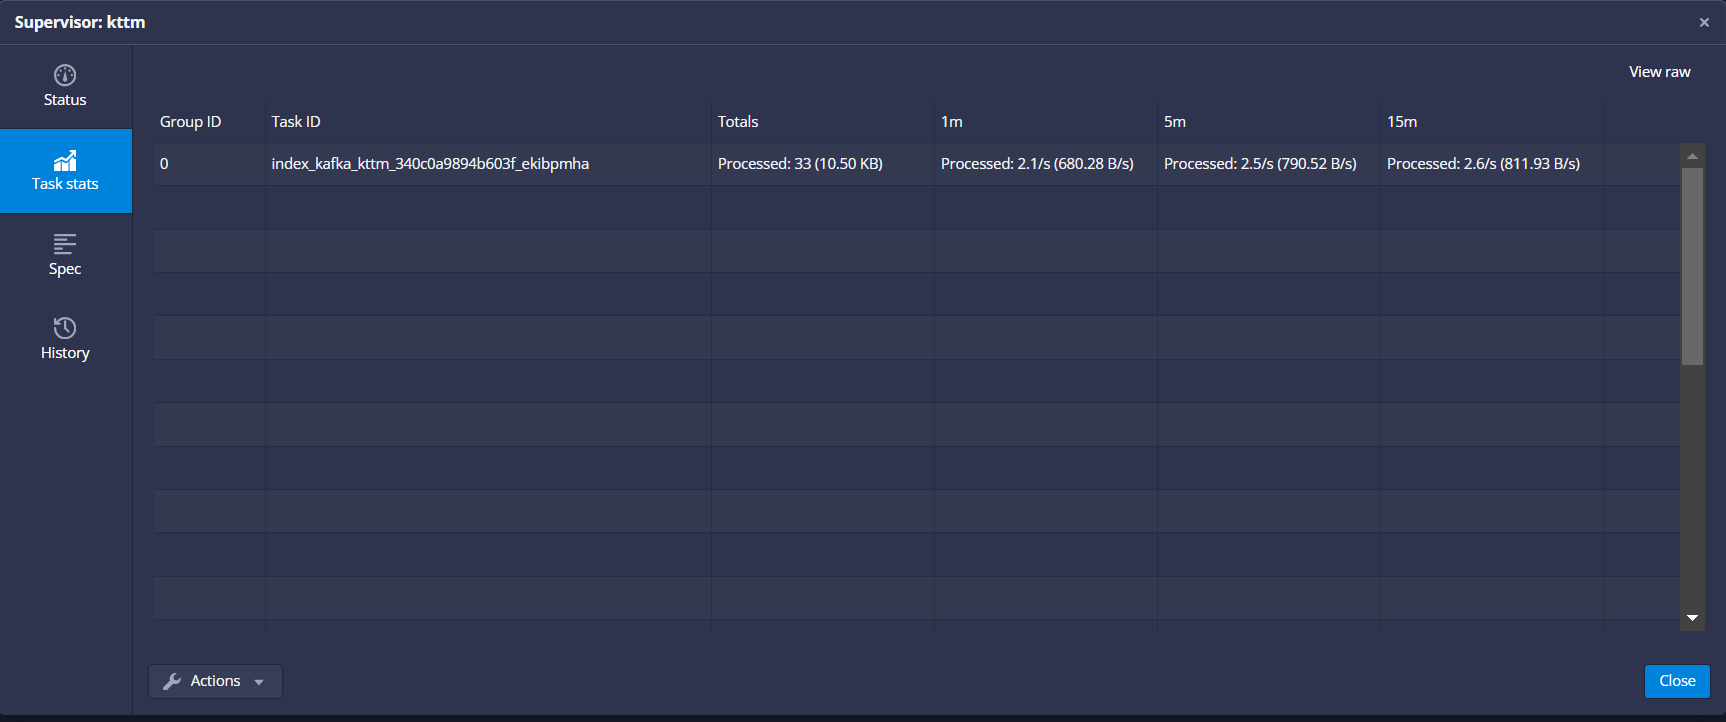 Supervisor: kttm
Status
Task stats
Spec
History
View raw
Group ID Task ID Totals 1m 5m 15m
0 index_kafka_kttm_340c0a9894b603f_ekibpmha Processed: 33 (10.50 KB) Processed: 2.1/s (680.28 B/s) Processed: 2.5/s (790.52 B/s) Processed: 2.6/s (811.93 B/s)
Actions
Close